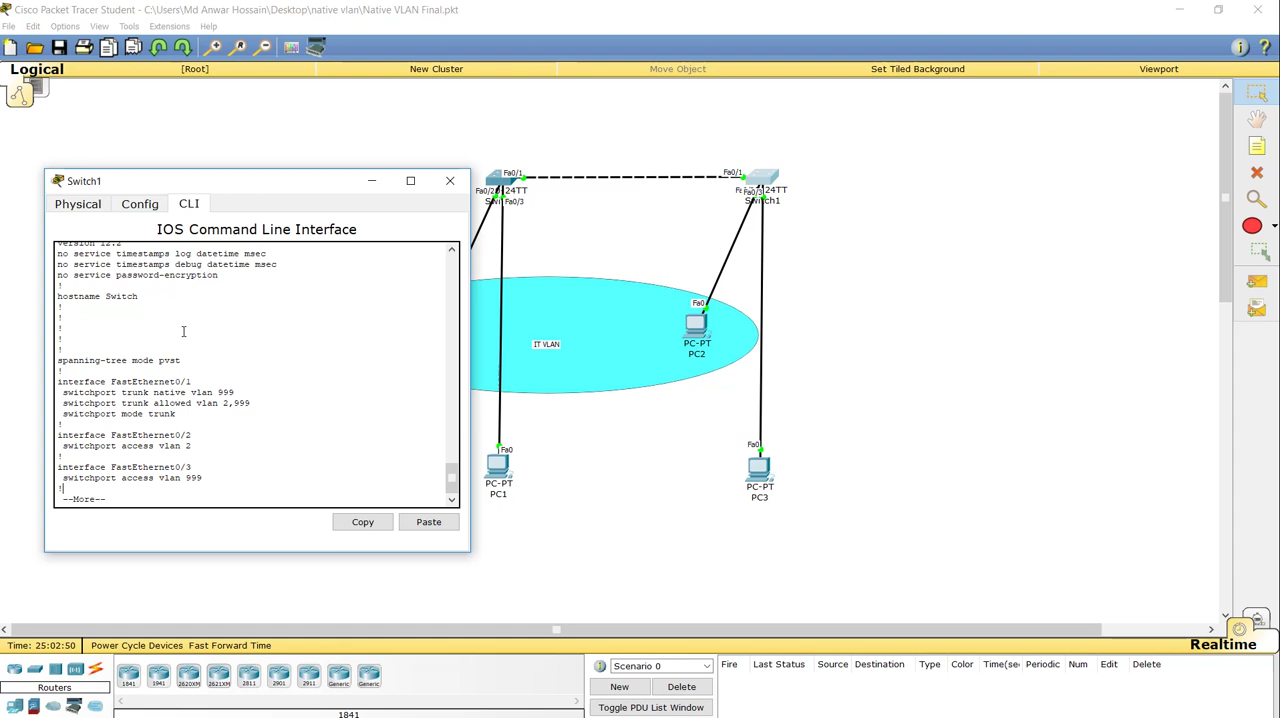 Cisco Packet Tracer Student - C:\Users\Md Anwar Hossain\Desktop\native vlan\Native VLAN Final.pkt
File Edit Options View Tools Extensions Help
Logical [Root] New Cluster Move Object Set Tiled Background Viewport
Switch1
Physical Config CLI
IOS Command Line Interface
version 12.2
no service timestamps log datetime msec
no service timestamps debug datetime msec
no service password-encryption
!
hostname Switch
!
!
!
!
!
spanning-tree mode pvst
!
interface FastEthernet0/1
switchport trunk native vlan 999
switchport trunk allowed vlan 2,999
switchport mode trunk
!
interface FastEthernet0/2
switchport access vlan 2
!
interface FastEthernet0/3
switchport access vlan 999
!
--More--
Copy Paste
Fa0/1
Fa0/2 24TT
Fa0/3
Fa0/1
Fa0/3 24TT
Switch1
IT VLAN
Fa0
PC-PT
PC2
Fa0
PC-PT
PC1
Fa0
PC-PT
PC3
Time: 25:02:50 Power Cycle Devices Fast Forward Time Realtime
Routers
1841 1941 2620XM 2621XM 2811 2901 2911 Generic Generic
1841
Scenario 0
New Delete
Toggle PDU List Window
Fire Last Status Source Destination Type Color Time(se Periodic Num Edit Delete